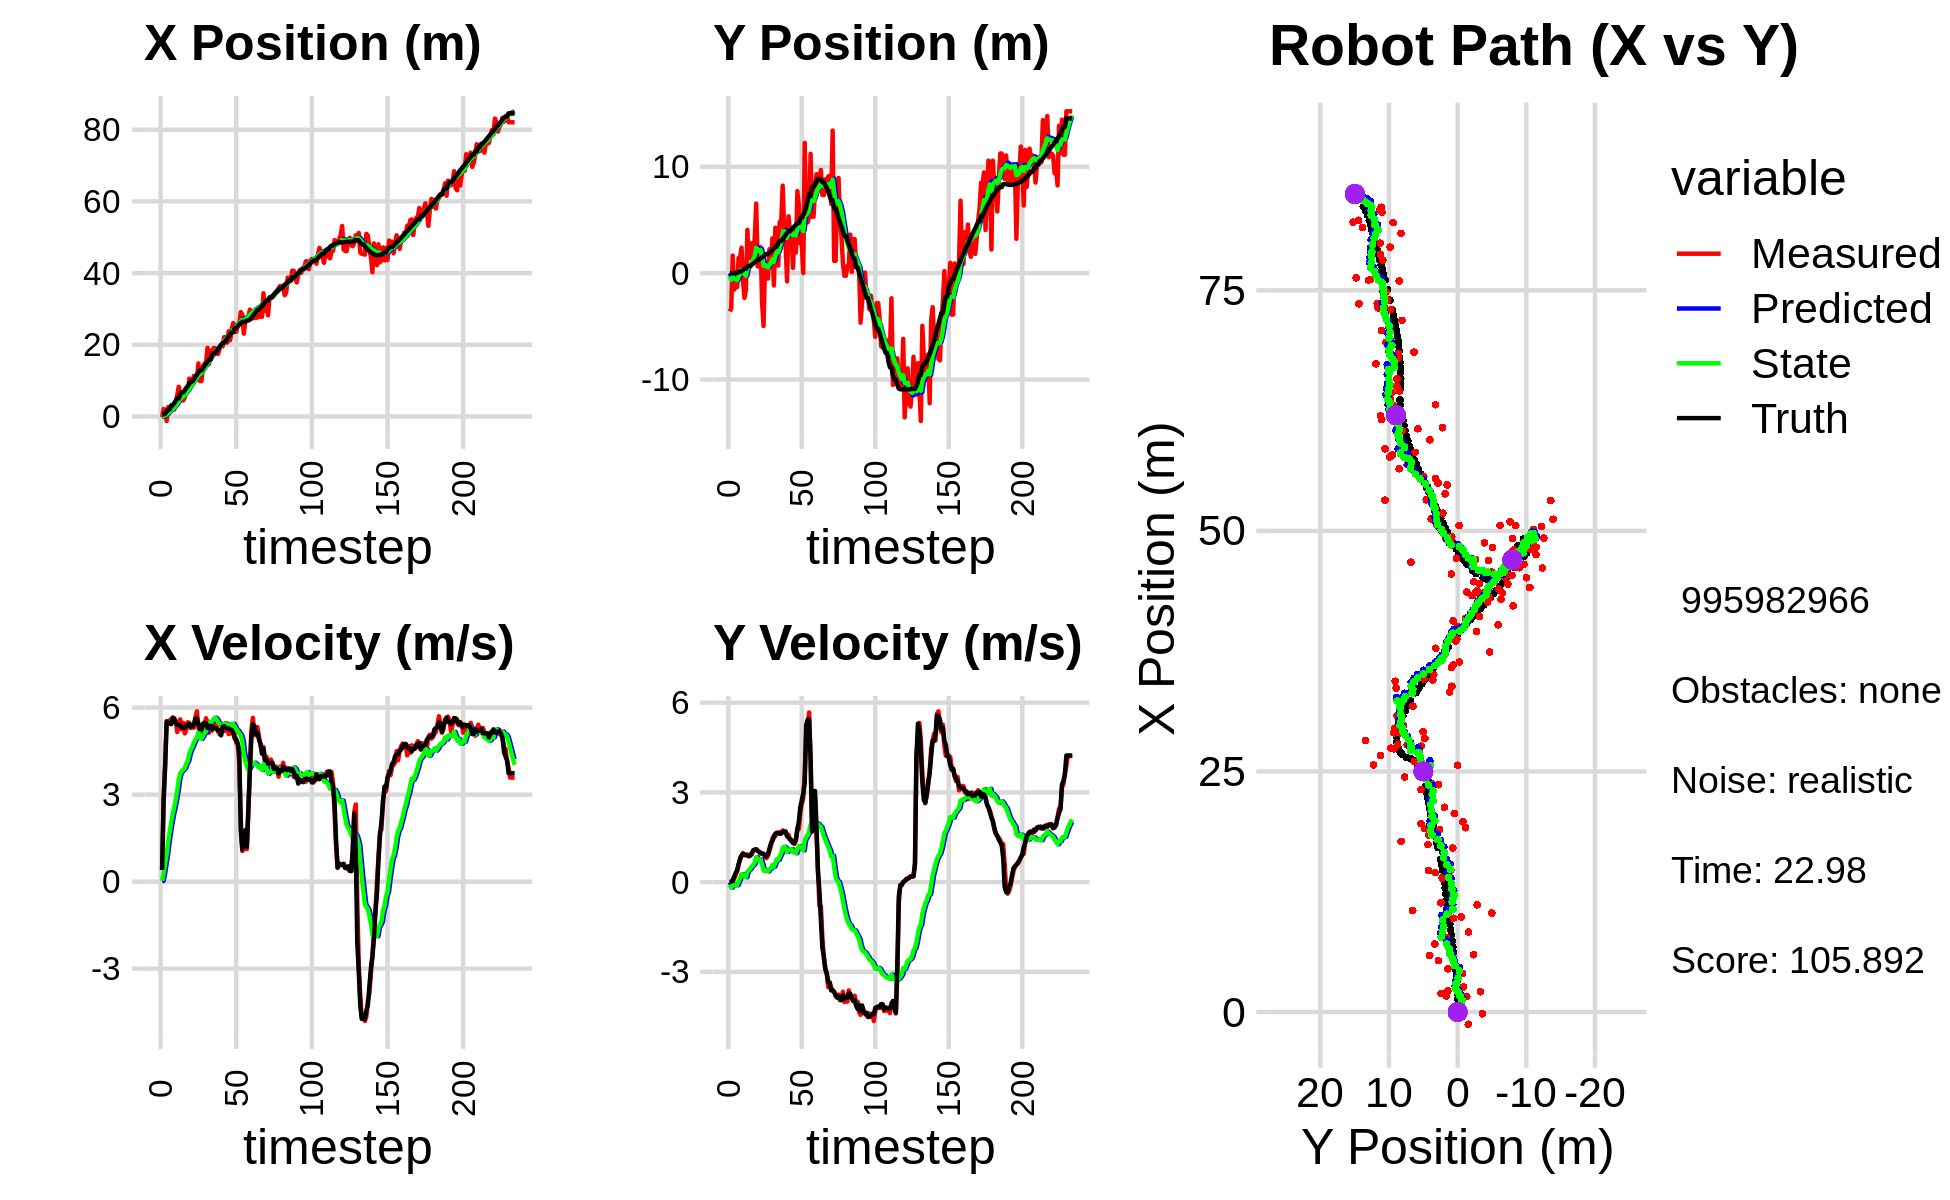 X Position (m)
80
60
40
20
0
0
50
100
150
200
timestep
Y Position (m)
10
0
-10
0
50
100
150
200
timestep
X Velocity (m/s)
6
3
0
-3
0
50
100
150
200
timestep
Y Velocity (m/s)
6
3
0
-3
0
50
100
150
200
timestep
Robot Path (X vs Y)
X Position (m)
75
50
25
0
20
10
0
-10
-20
Y Position (m)
variable
Measured
Predicted
State
Truth
995982966
Obstacles: none
Noise: realistic
Time: 22.98
Score: 105.892